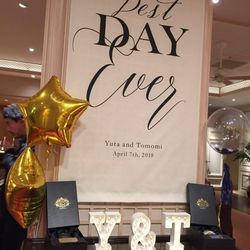 Best
DAY
Ever
Yuta and Tomomi
April 7th, 2018
Y&T